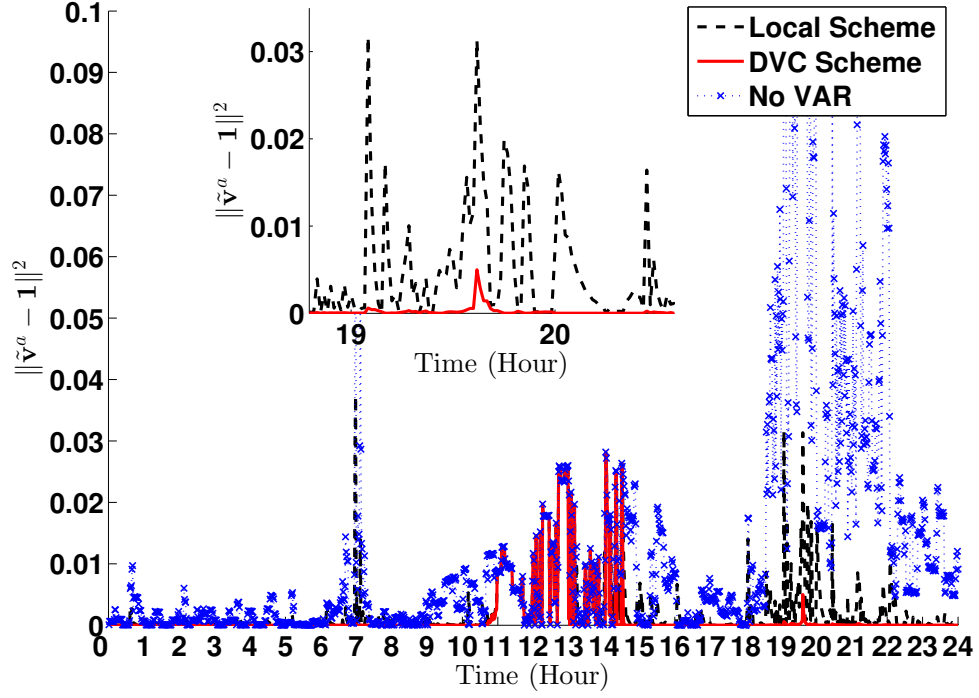 0.1
0.09
0.08
0.07
0.06
0.05
0.04
0.03
0.02
0.01
0
‖ṽᵃ − 1‖²
0 1 2 3 4 5 6 7 8 9 10 11 12 13 14 15 16 17 18 19 20 21 22 23 24
Time (Hour)
0.03
0.02
0.01
0
‖ṽᵃ − 1‖²
19 20
Time (Hour)
Local Scheme
DVC Scheme
No VAR